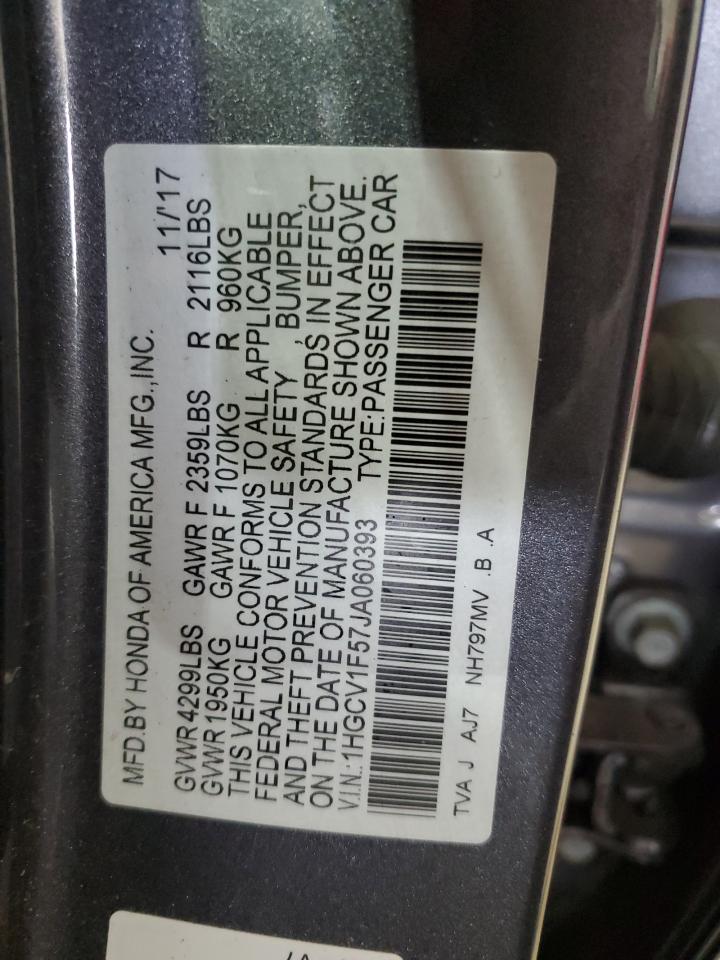 MFD.BY HONDA OF AMERICA MFG.,INC. 11/'17
GVWR 4299LBS GAWR F 2359LBS R 2116LBS
GVWR 1950KG GAWR F 1070KG R 960KG
THIS VEHICLE CONFORMS TO ALL APPLICABLE
FEDERAL MOTOR VEHICLE SAFETY , BUMPER,
AND THEFT PREVENTION STANDARDS IN EFFECT
ON THE DATE OF MANUFACTURE SHOWN ABOVE.
V.I.N.:1HGCV1F57JA060393 TYPE:PASSENGER CAR
TVA J AJ7 NH797MV .B .A